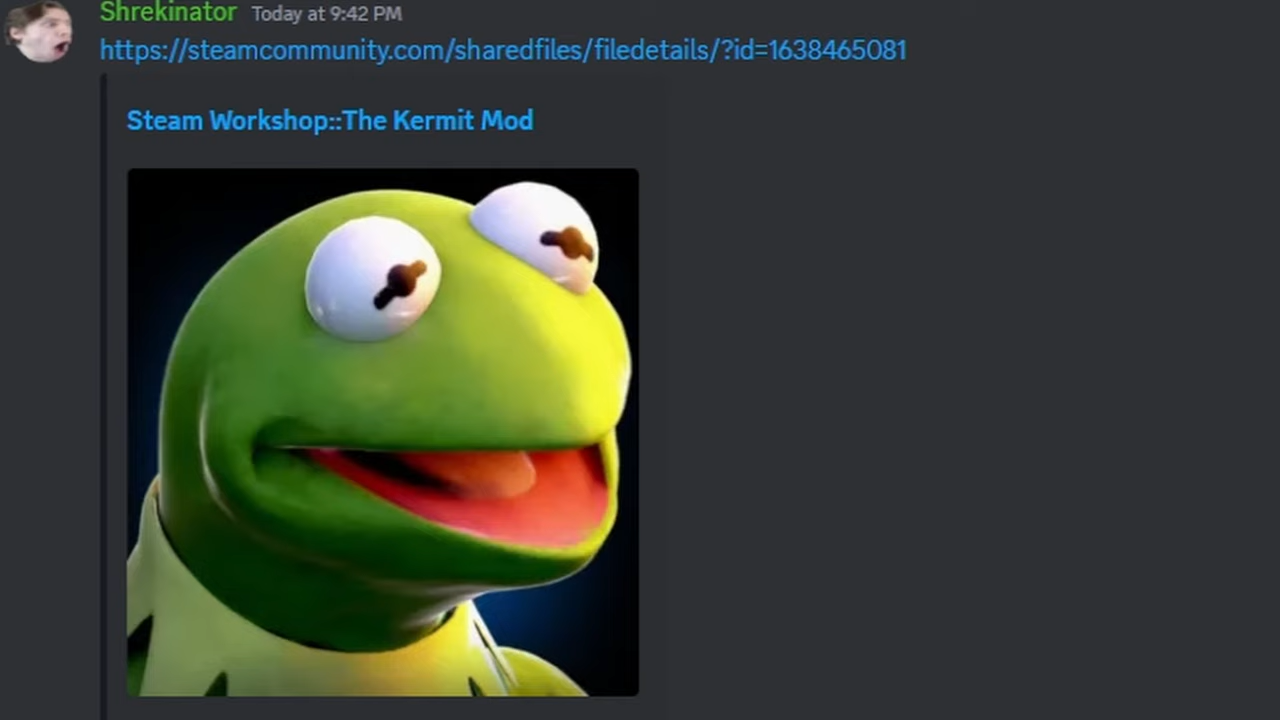 Shrekinator Today at 9:42 PM
https://steamcommunity.com/sharedfiles/filedetails/?id=1638465081
Steam Workshop::The Kermit Mod